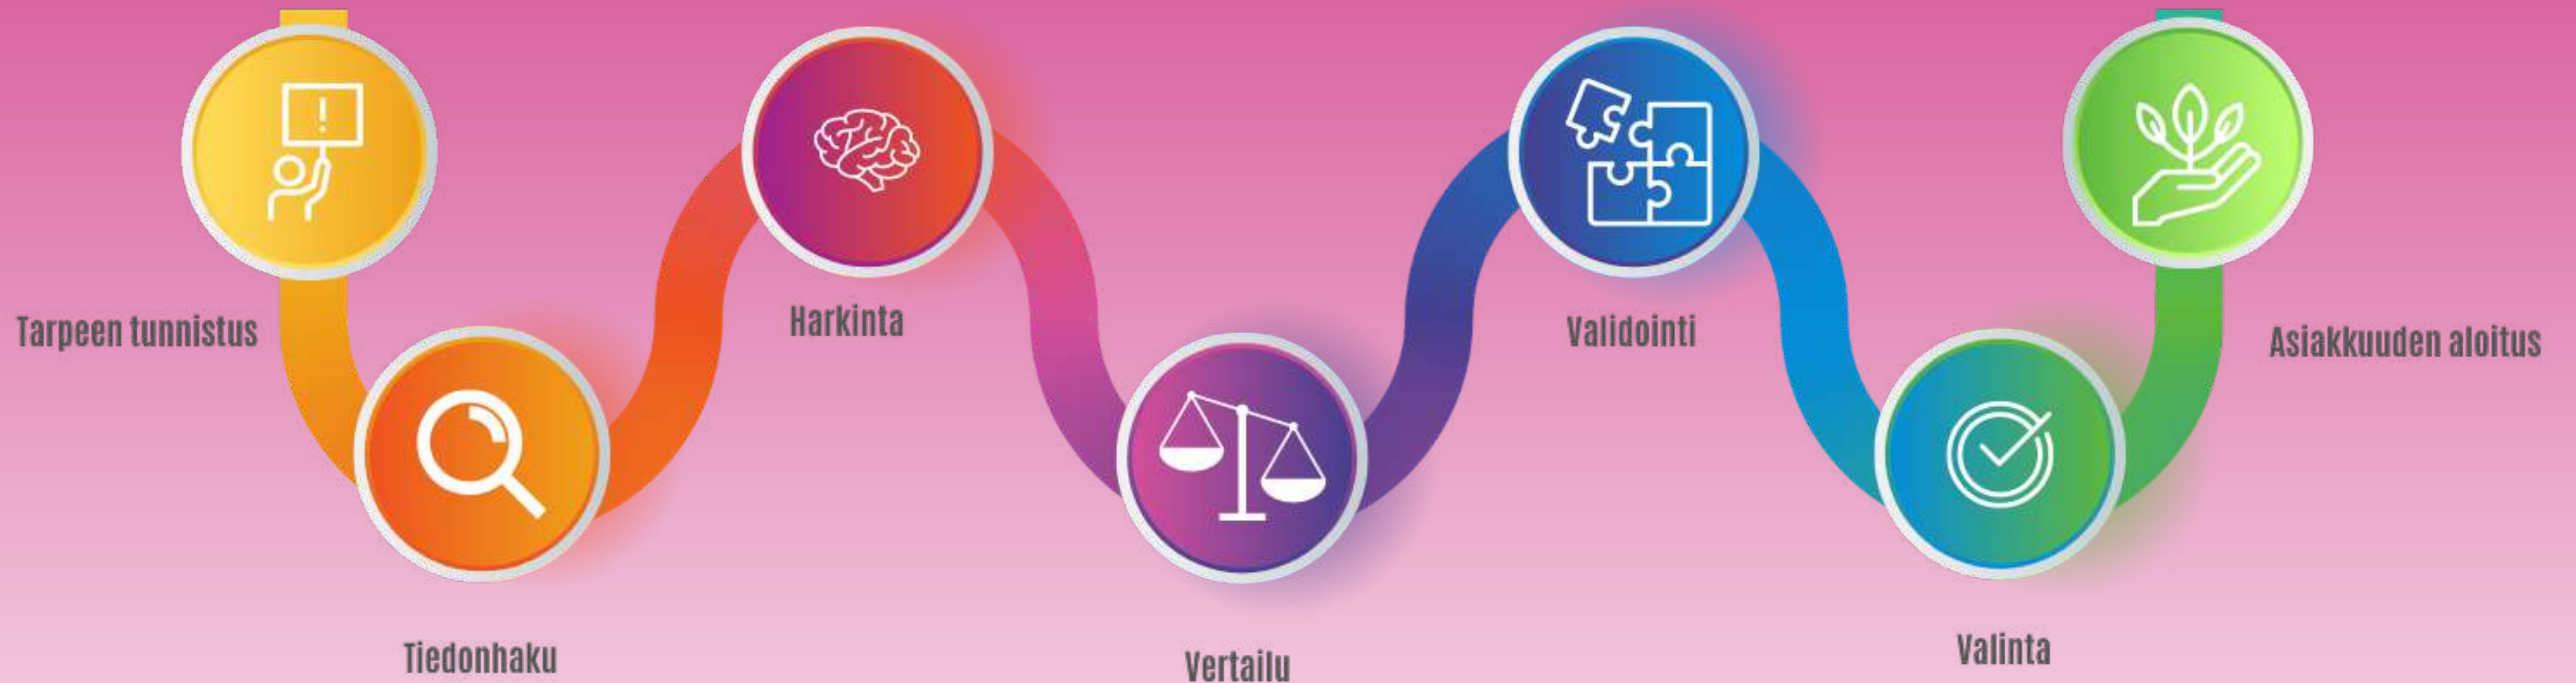 Tarpeen tunnistus
Tiedonhaku
Harkinta
Vertailu
Validointi
Valinta
Asiakkuuden aloitus